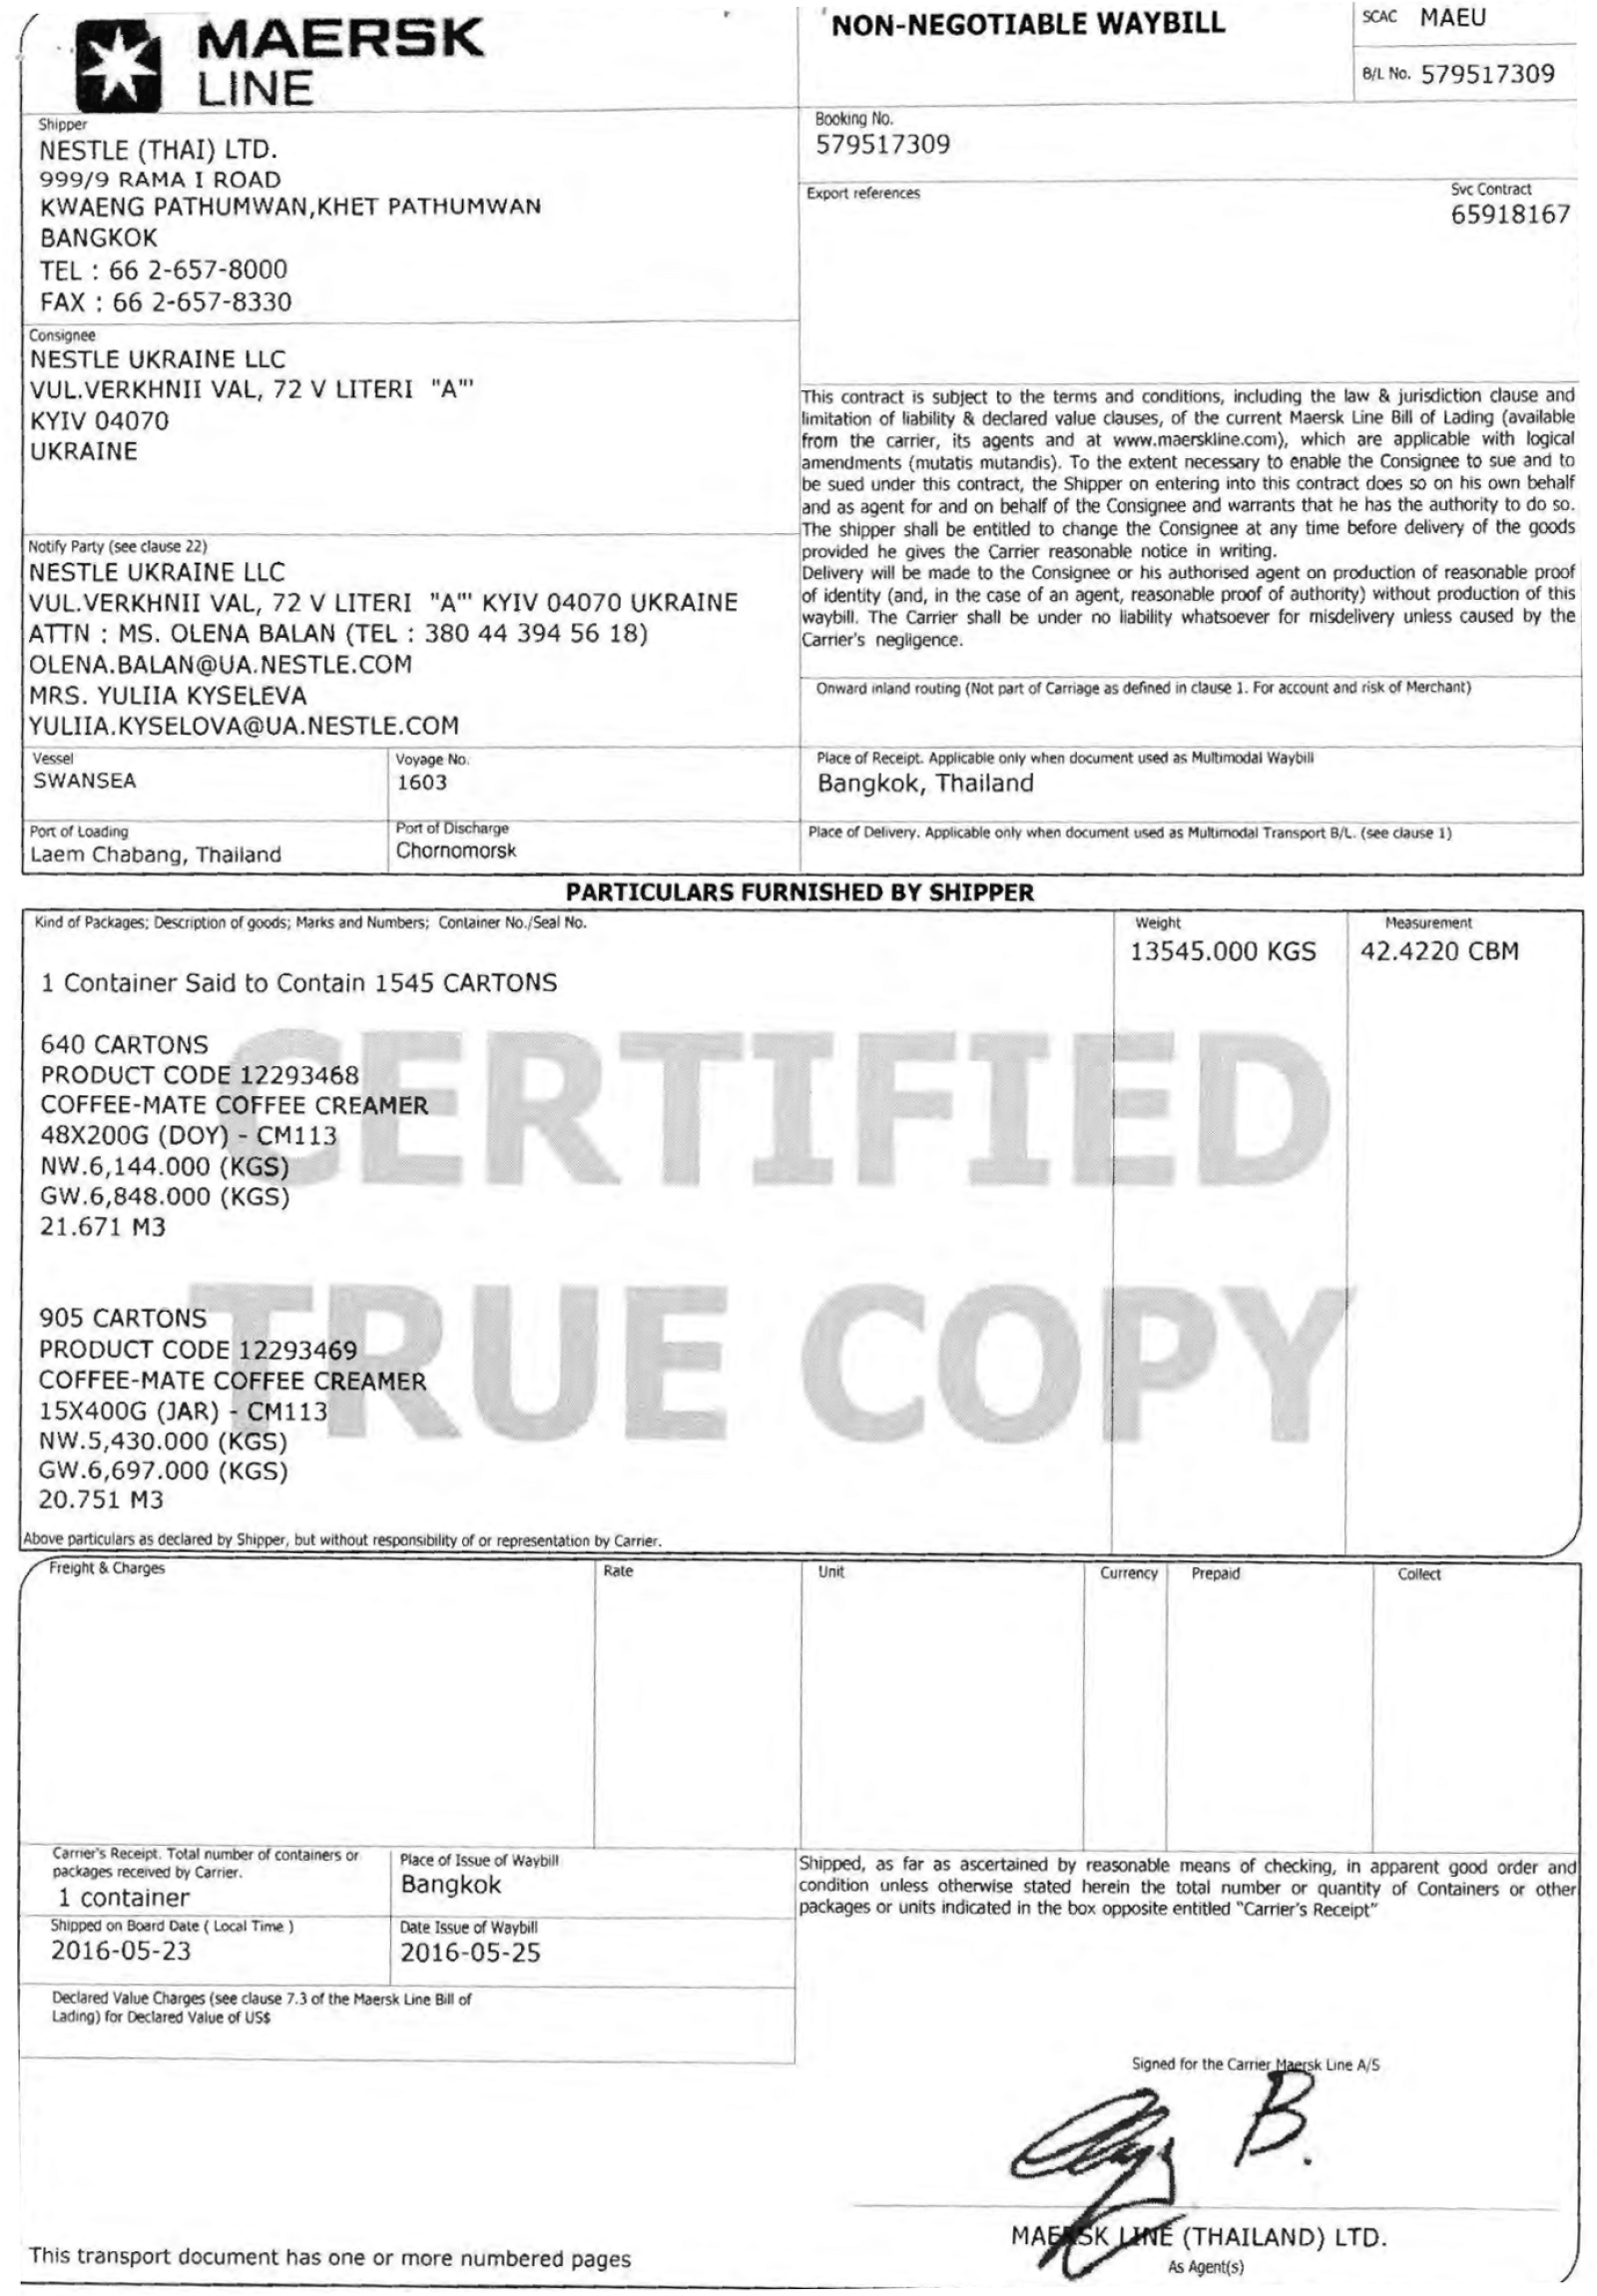 MAERSK
LINE
NON-NEGOTIABLE WAYBILL
SCAC MAEU
B/L No. 579517309
Shipper
NESTLE (THAI) LTD.
999/9 RAMA I ROAD
KWAENG PATHUMWAN,KHET PATHUMWAN
BANGKOK
TEL : 66 2-657-8000
FAX : 66 2-657-8330
Booking No.
579517309
Export references
Svc Contract
65918167
Consignee
NESTLE UKRAINE LLC
VUL.VERKHNII VAL, 72 V LITERI "A"'
KYIV 04070
UKRAINE
This contract is subject to the terms and conditions, including the law & jurisdiction clause and
limitation of liability & declared value clauses, of the current Maersk Line Bill of Lading (available
from the carrier, its agents and at www.maerskline.com), which are applicable with logical
amendments (mutatis mutandis). To the extent necessary to enable the Consignee to sue and to
be sued under this contract, the Shipper on entering into this contract does so on his own behalf
and as agent for and on behalf of the Consignee and warrants that he has the authority to do so.
The shipper shall be entitled to change the Consignee at any time before delivery of the goods
provided he gives the Carrier reasonable notice in writing.
Delivery will be made to the Consignee or his authorised agent on production of reasonable proof
of identity (and, in the case of an agent, reasonable proof of authority) without production of this
waybill. The Carrier shall be under no liability whatsoever for misdelivery unless caused by the
Carrier's negligence.
Notify Party (see clause 22)
NESTLE UKRAINE LLC
VUL.VERKHNII VAL, 72 V LITERI "A"' KYIV 04070 UKRAINE
ATTN : MS. OLENA BALAN (TEL : 380 44 394 56 18)
OLENA.BALAN@UA.NESTLE.COM
MRS. YULIIA KYSELEVA
YULIIA.KYSELOVA@UA.NESTLE.COM
Onward inland routing (Not part of Carriage as defined in clause 1. For account and risk of Merchant)
Vessel
SWANSEA
Voyage No.
1603
Place of Receipt. Applicable only when document used as Multimodal Waybill
Bangkok, Thailand
Port of Loading
Laem Chabang, Thailand
Port of Discharge
Chornomorsk
Place of Delivery. Applicable only when document used as Multimodal Transport B/L. (see clause 1)
PARTICULARS FURNISHED BY SHIPPER
Kind of Packages; Description of goods; Marks and Numbers; Container No./Seal No.
Weight
13545.000 KGS
Measurement
42.4220 CBM
1 Container Said to Contain 1545 CARTONS
CERTIFIED
640 CARTONS
PRODUCT CODE 12293468
COFFEE-MATE COFFEE CREAMER
48X200G (DOY) - CM113
NW.6,144.000 (KGS)
GW.6,848.000 (KGS)
21.671 M3
TRUE COPY
905 CARTONS
PRODUCT CODE 12293469
COFFEE-MATE COFFEE CREAMER
15X400G (JAR) - CM113
NW.5,430.000 (KGS)
GW.6,697.000 (KGS)
20.751 M3
Above particulars as declared by Shipper, but without responsibility of or representation by Carrier.
Freight & Charges
Rate
Unit
Currency
Prepaid
Collect
Carrier's Receipt. Total number of containers or
packages received by Carrier.
1 container
Place of Issue of Waybill
Bangkok
Shipped, as far as ascertained by reasonable means of checking, in apparent good order and
condition unless otherwise stated herein the total number or quantity of Containers or other
packages or units indicated in the box opposite entitled "Carrier's Receipt"
Shipped on Board Date ( Local Time )
2016-05-23
Date Issue of Waybill
2016-05-25
Declared Value Charges (see clause 7.3 of the Maersk Line Bill of
Lading) for Declared Value of US$
Signed for the Carrier Maersk Line A/S
B.
MAERSK LINE (THAILAND) LTD.
As Agent(s)
This transport document has one or more numbered pages